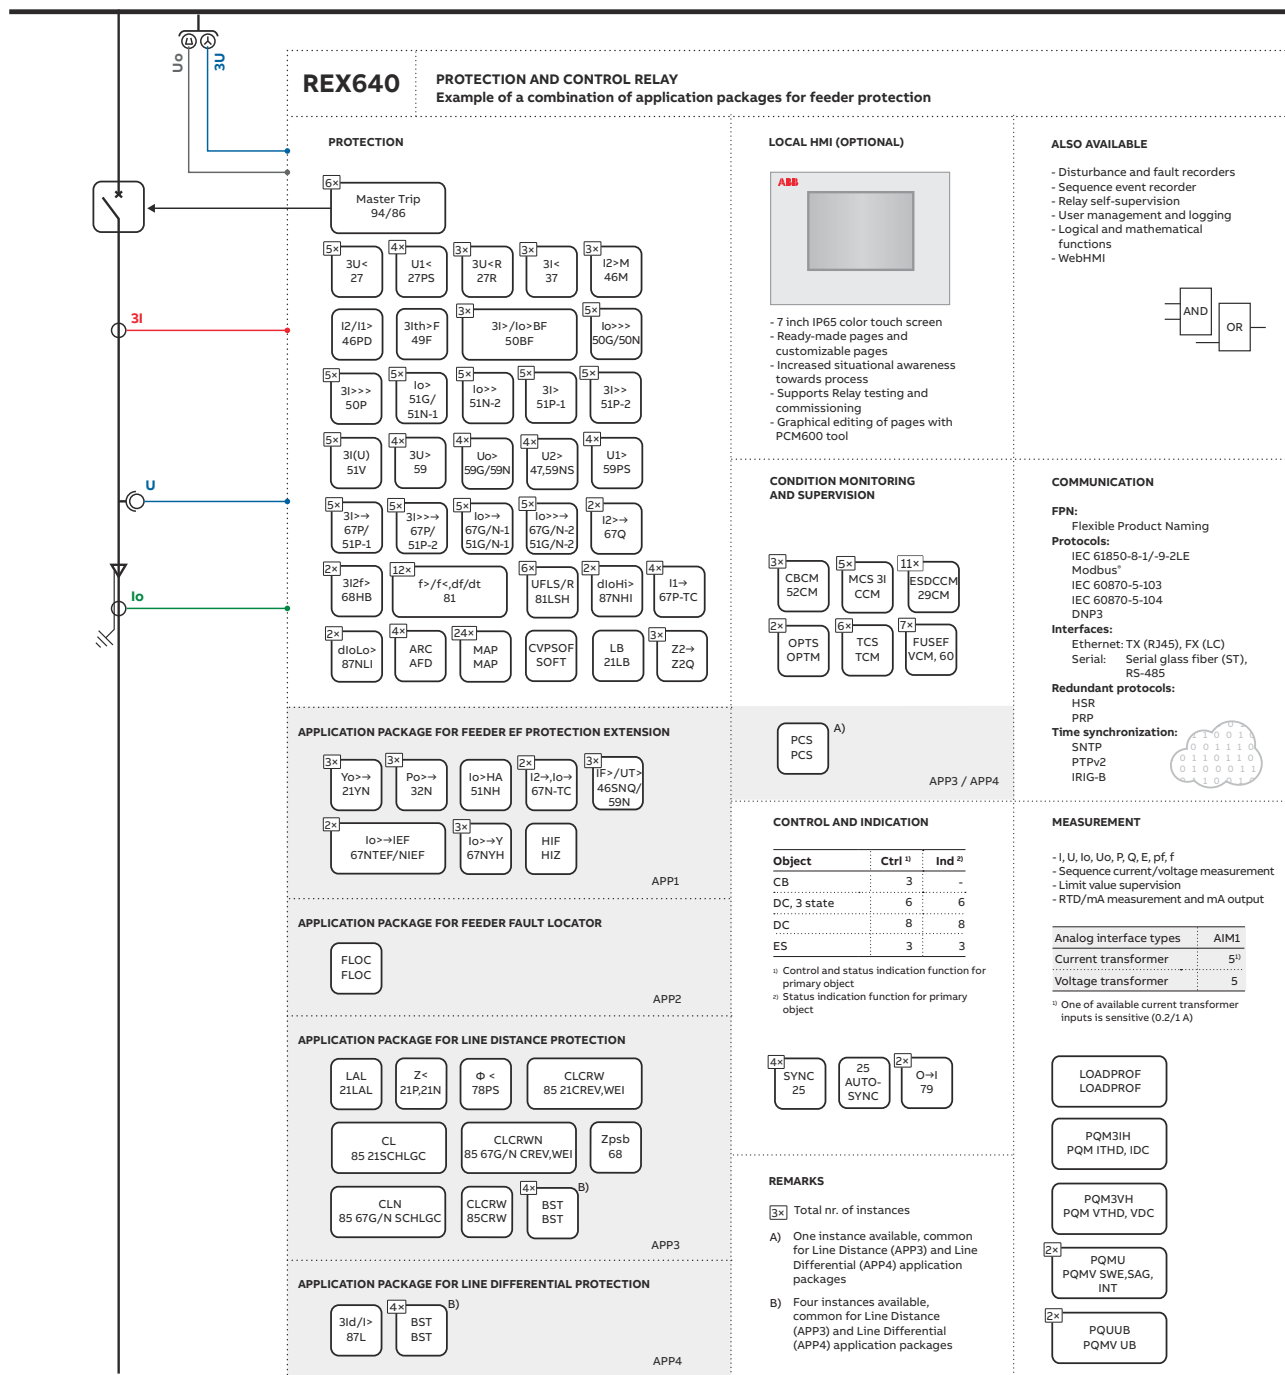 Uo
3U
REX640
PROTECTION AND CONTROL RELAY
Example of a combination of application packages for feeder protection
PROTECTION
6×
Master Trip
94/86
5×
3U<
27
4×
U1<
27PS
3×
3U<R
27R
3×
3I<
37
3×
I2>M
46M
3I
I2/I1>
46PD
3Ith>F
49F
3×
3I>/Io>BF
50BF
5×
Io>>>
50G/50N
5×
3I>>>
50P
5×
Io>
51G/
51N-1
5×
Io>>
51N-2
5×
3I>
51P-1
5×
3I>>
51P-2
5×
3I(U)
51V
4×
3U>
59
4×
Uo>
59G/59N
4×
U2>
47,59NS
4×
U1>
59PS
U
5×
3I>→
67P/
51P-1
5×
3I>>→
67P/
51P-2
5×
Io>→
67G/N-1
51G/N-1
5×
Io>>→
67G/N-2
51G/N-2
2×
I2>→
67Q
Io
2×
3I2f>
68HB
12×
f>/f<,df/dt
81
6×
UFLS/R
81LSH
2×
dIoHi>
87NHI
4×
I1→
67P-TC
2×
dIoLo>
87NLI
4×
ARC
AFD
24×
MAP
MAP
CVPSOF
SOFT
LB
21LB
3×
Z2→
Z2Q
APPLICATION PACKAGE FOR FEEDER EF PROTECTION EXTENSION
3×
Yo>→
21YN
3×
Po>→
32N
Io>HA
51NH
2×
I2→,Io→
67N-TC
3×
IF>/UT>
46SNQ/
59N
2×
Io>→IEF
67NTEF/NIEF
3×
Io>→Y
67NYH
HIF
HIZ
APP1
APPLICATION PACKAGE FOR FEEDER FAULT LOCATOR
FLOC
FLOC
APP2
APPLICATION PACKAGE FOR LINE DISTANCE PROTECTION
LAL
21LAL
Z<
21P,21N
Φ <
78PS
CLCRW
85 21CREV,WEI
CL
85 21SCHLGC
CLCRWN
85 67G/N CREV,WEI
Zpsb
68
CLN
85 67G/N SCHLGC
CLCRW
85CRW
4×
BST
BST
B)
APP3
APPLICATION PACKAGE FOR LINE DIFFERENTIAL PROTECTION
3Id/I>
87L
4×
BST
BST
B)
APP4
LOCAL HMI (OPTIONAL)
ABB
- 7 inch IP65 color touch screen
- Ready-made pages and
customizable pages
- Increased situational awareness
towards process
- Supports Relay testing and
commissioning
- Graphical editing of pages with
PCM600 tool
CONDITION MONITORING
AND SUPERVISION
3×
CBCM
52CM
5×
MCS 3I
CCM
11×
ESDCCM
29CM
2×
OPTS
OPTM
6×
TCS
TCM
7×
FUSEF
VCM, 60
PCS
PCS
A)
APP3 / APP4
CONTROL AND INDICATION
Object Ctrl 1) Ind 2)
CB 3 -
DC, 3 state 6 6
DC 8 8
ES 3 3
1) Control and status indication function for
primary object
2) Status indication function for primary
object
4×
SYNC
25
25
AUTO-
SYNC
2×
O→I
79
REMARKS
3× Total nr. of instances
A) One instance available, common
for Line Distance (APP3) and Line
Differential (APP4) application
packages
B) Four instances available,
common for Line Distance
(APP3) and Line Differential
(APP4) application packages
ALSO AVAILABLE
- Disturbance and fault recorders
- Sequence event recorder
- Relay self-supervision
- User management and logging
- Logical and mathematical
functions
- WebHMI
AND
OR
COMMUNICATION
FPN:
Flexible Product Naming
Protocols:
IEC 61850-8-1/-9-2LE
Modbus®
IEC 60870-5-103
IEC 60870-5-104
DNP3
Interfaces:
Ethernet: TX (RJ45), FX (LC)
Serial: Serial glass fiber (ST),
RS-485
Redundant protocols:
HSR
PRP
Time synchronization:
SNTP
PTPv2
IRIG-B
MEASUREMENT
- I, U, Io, Uo, P, Q, E, pf, f
- Sequence current/voltage measurement
- Limit value supervision
- RTD/mA measurement and mA output
Analog interface types AIM1
Current transformer 5 1)
Voltage transformer 5
1) One of available current transformer
inputs is sensitive (0.2/1 A)
LOADPROF
LOADPROF
PQM3IH
PQM ITHD, IDC
PQM3VH
PQM VTHD, VDC
2×
PQMU
PQMV SWE,SAG,
INT
2×
PQUUB
PQMV UB